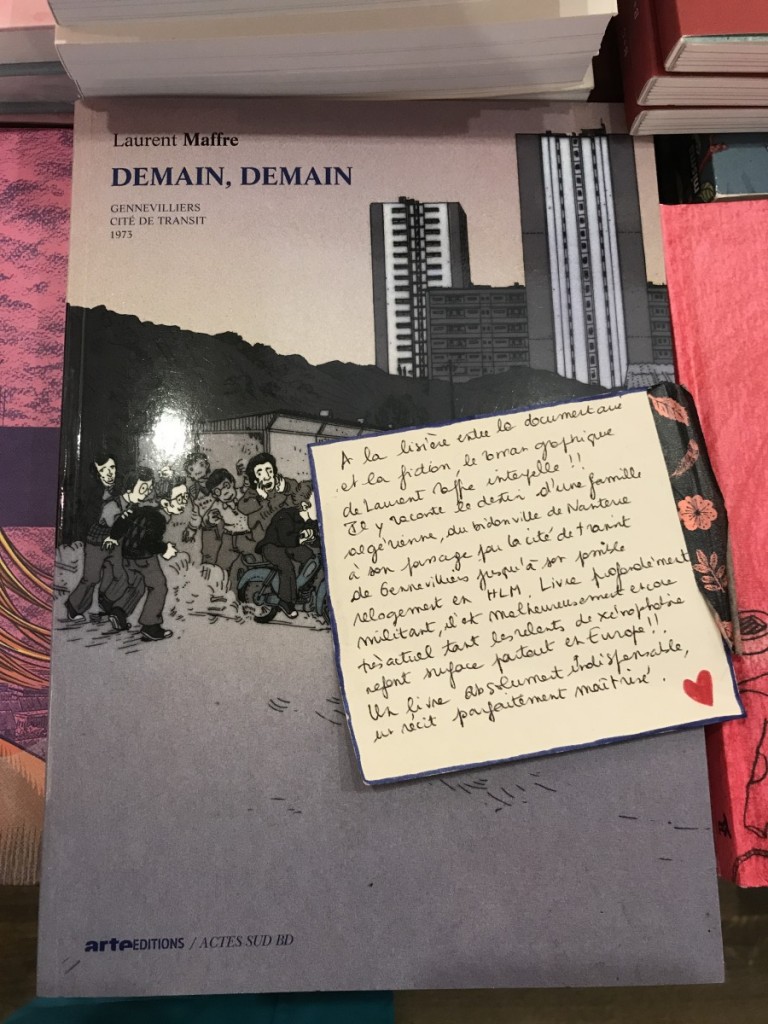 Laurent Maffre
DEMAIN, DEMAIN
GENNEVILLIERS
CITÉ DE TRANSIT
1973
A la lisière entre le documentaire
et la fiction, le roman graphique
de Laurent Maffre interpelle !!
Il y raconte le destin d'une famille
algérienne, du bidonville de Nanterre
à son passage par la cité de transit
de Gennevilliers jusqu'à son possible
relogement en HLM. Livre profondément
militant, il est malheureusement encore
très actuel tant les relents de xénophobie
refont surface partout en Europe !!
Un livre absolument indispensable,
un récit parfaitement maîtrisé.
arte EDITIONS / ACTES SUD BD